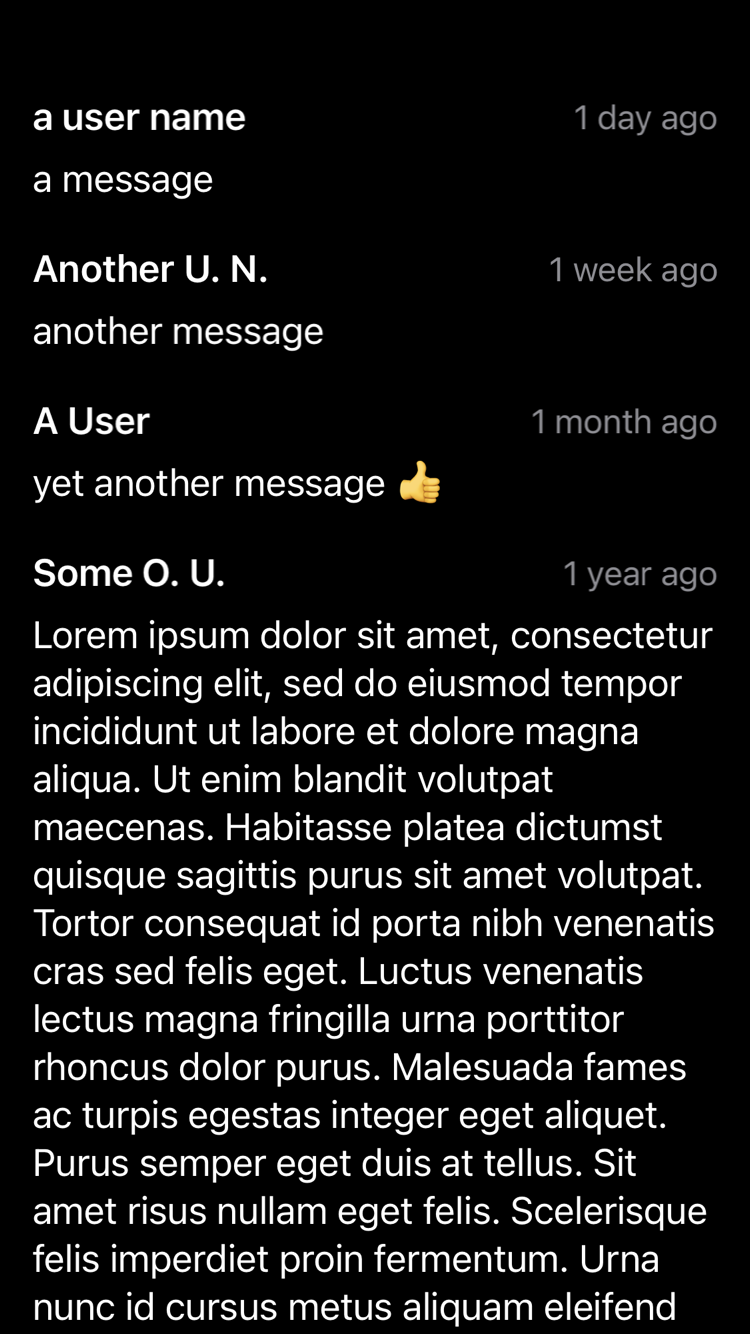 a user name 1 day ago
a message
Another U. N. 1 week ago
another message
A User 1 month ago
yet another message 👍
Some O. U. 1 year ago
Lorem ipsum dolor sit amet, consectetur
adipiscing elit, sed do eiusmod tempor
incididunt ut labore et dolore magna
aliqua. Ut enim blandit volutpat
maecenas. Habitasse platea dictumst
quisque sagittis purus sit amet volutpat.
Tortor consequat id porta nibh venenatis
cras sed felis eget. Luctus venenatis
lectus magna fringilla urna porttitor
rhoncus dolor purus. Malesuada fames
ac turpis egestas integer eget aliquet.
Purus semper eget duis at tellus. Sit
amet risus nullam eget felis. Scelerisque
felis imperdiet proin fermentum. Urna
nunc id cursus metus aliquam eleifend